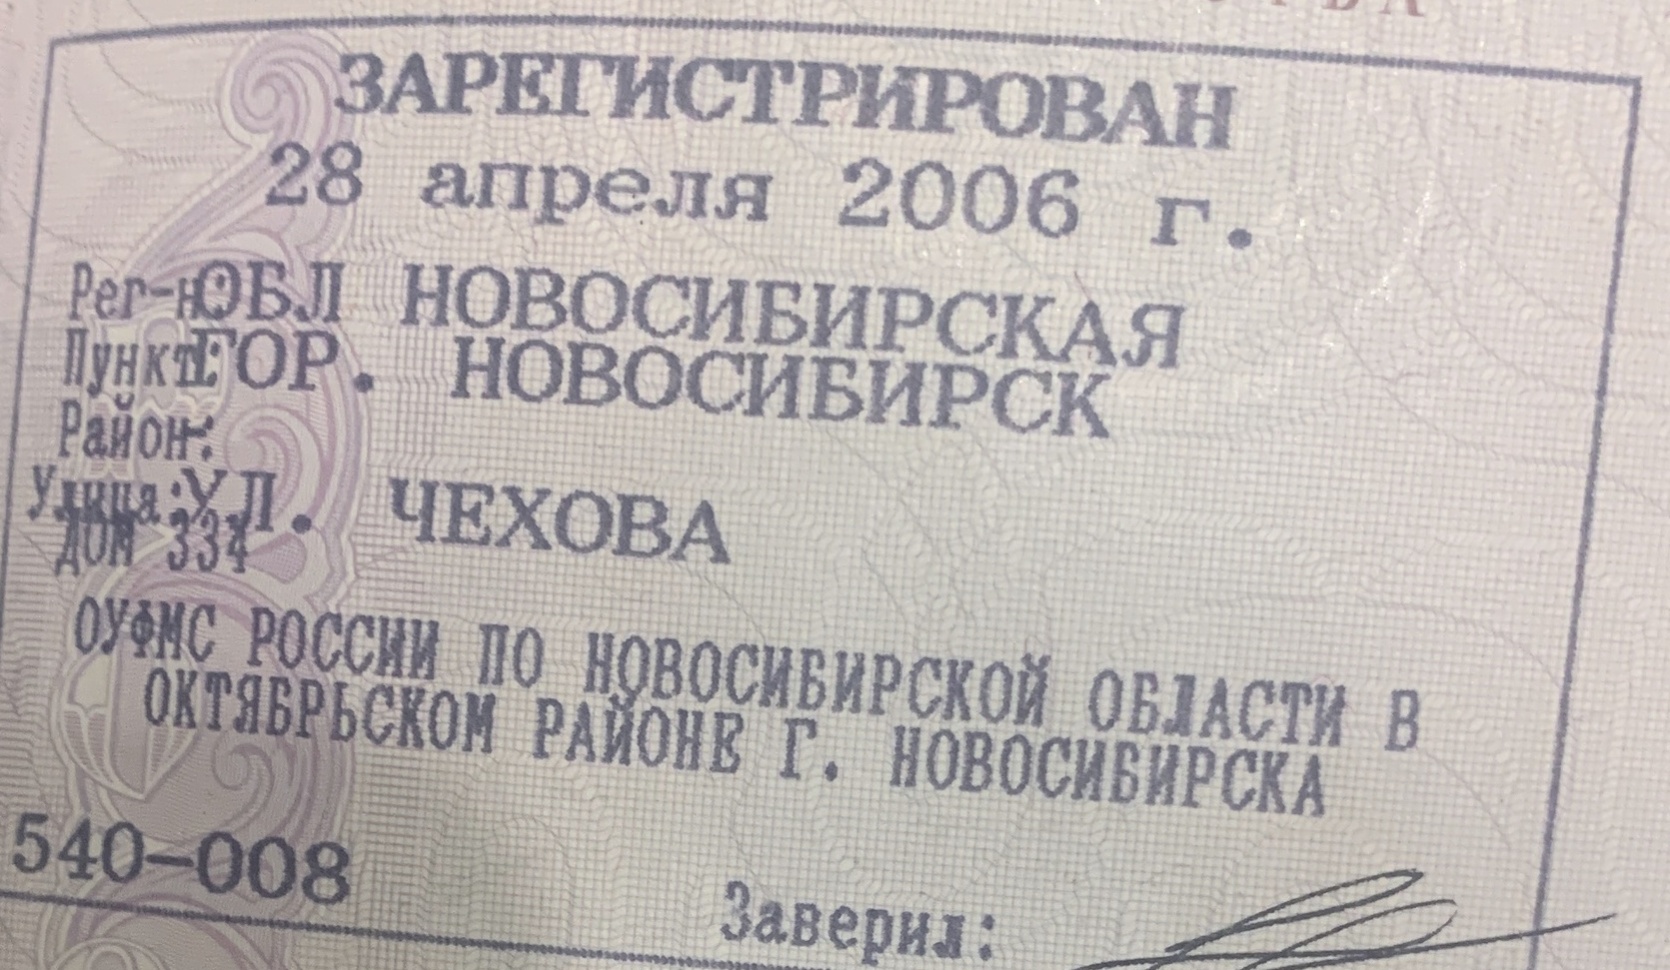 ЗАРЕГИСТРИРОВАН
28 апреля 2006 г.
Рег-н:ОБЛ НОВОСИБИРСКАЯ
Пункт:ГОР. НОВОСИБИРСК
Район:
Улица:УЛ. ЧЕХОВА
ДОМ 334
ОУФМС РОССИИ ПО НОВОСИБИРСКОЙ ОБЛАСТИ В
ОКТЯБРЬСКОМ РАЙОНЕ Г. НОВОСИБИРСКА
540-008
Заверил: